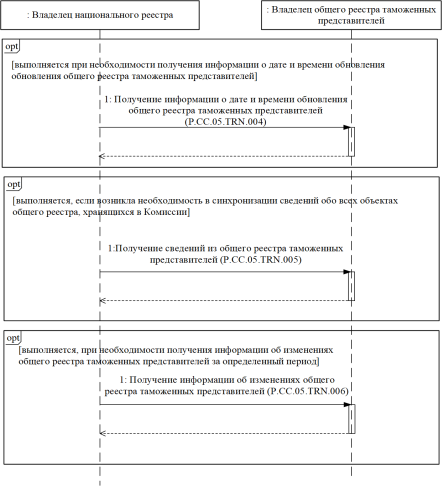 : Владелец национального реестра
: Владелец общего реестра таможенных
представителей
opt
[выполняется при необходимости получения информации о дате и времени обновления
обновления общего реестра таможенных представителей]
1: Получение информации о дате и времени обновления
общего реестра таможенных представителей
(P.CC.05.TRN.004)
opt
[выполняется, если возникла необходимость в синхронизации сведений обо всех объектах
общего реестра, хранящихся в Комиссии]
1:Получение сведений из общего реестра таможенных
представителей (P.CC.05.TRN.005)
opt
[выполняется, при необходимости получения информации об изменениях
общего реестра таможенных представителей за определенный период]
1: Получение информации об изменениях общего
реестра таможенных представителей (P.CC.05.TRN.006)